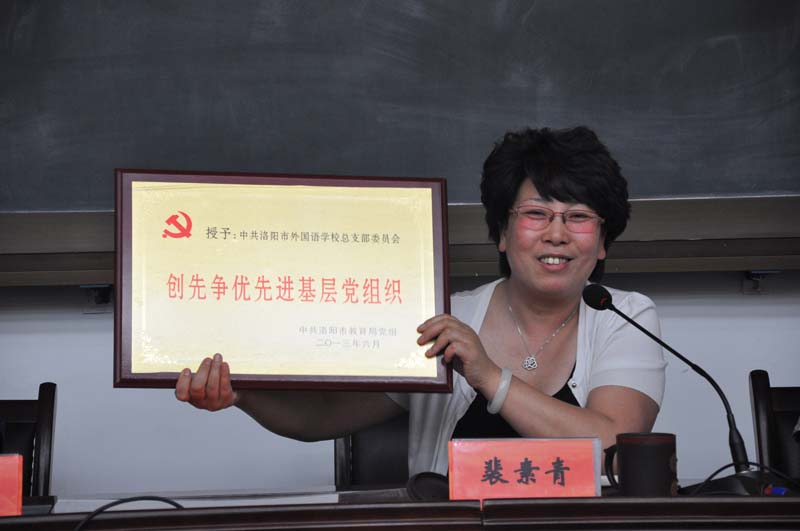 授予:中共洛阳市外国语学校总支部委员会
创先争优先进基层党组织
中共洛阳市教育局党组
二〇一三年六月
裴素青